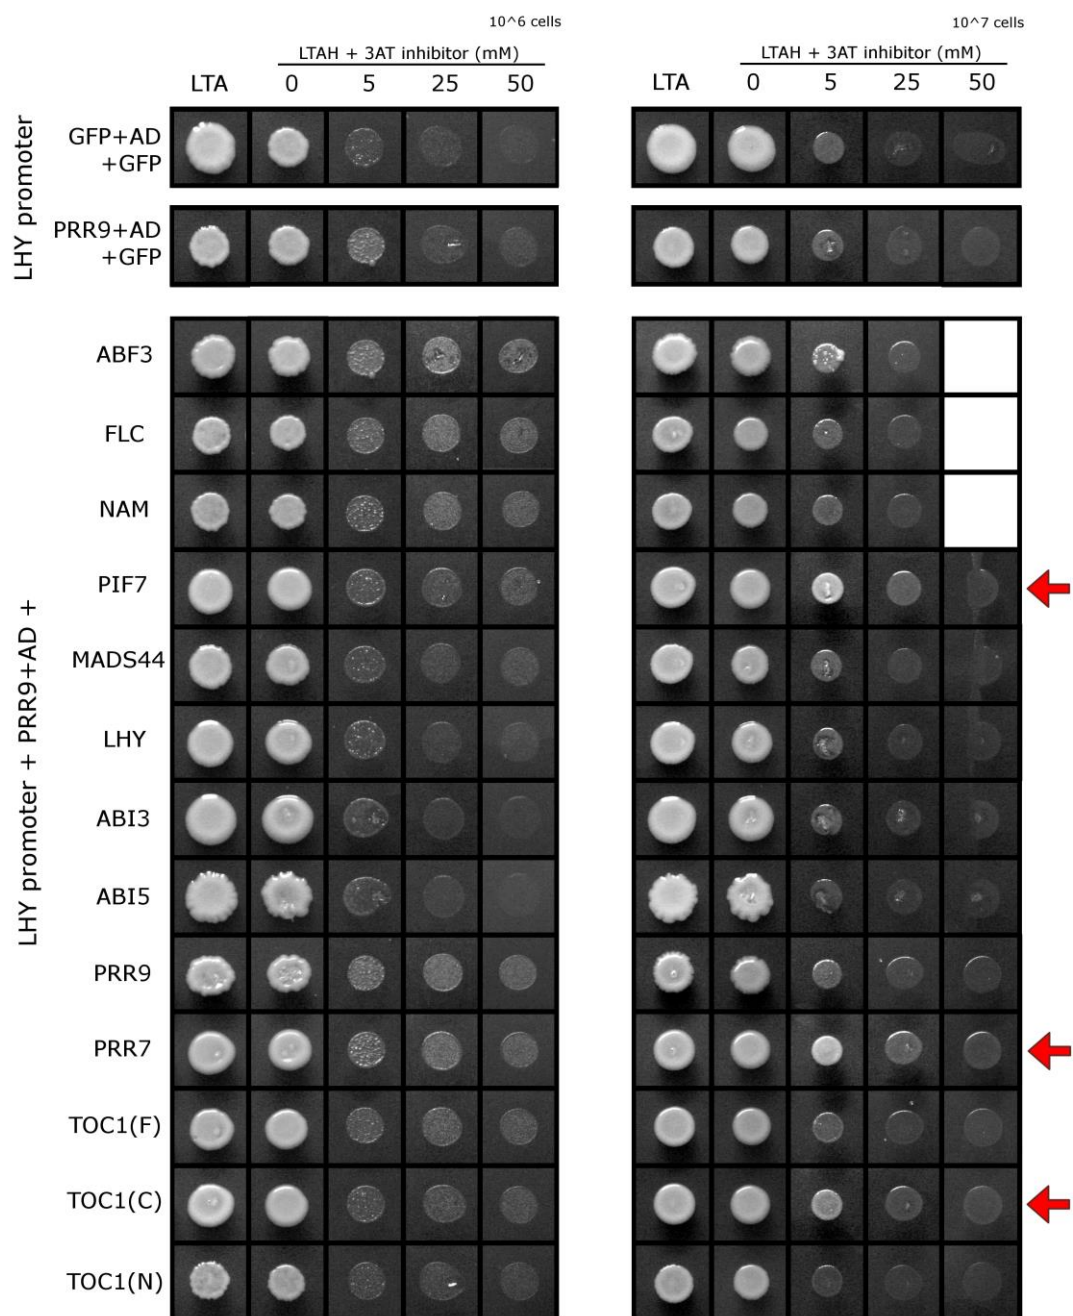 10^6 cells
10^7 cells
LTAH + 3AT inhibitor (mM)
LTAH + 3AT inhibitor (mM)
LTA 0 5 25 50
LTA 0 5 25 50
LHY promoter
GFP+AD
+GFP
PRR9+AD
+GFP
LHY promoter + PRR9+AD +
ABF3
FLC
NAM
PIF7
MADS44
LHY
ABI3
ABI5
PRR9
PRR7
TOC1(F)
TOC1(C)
TOC1(N)